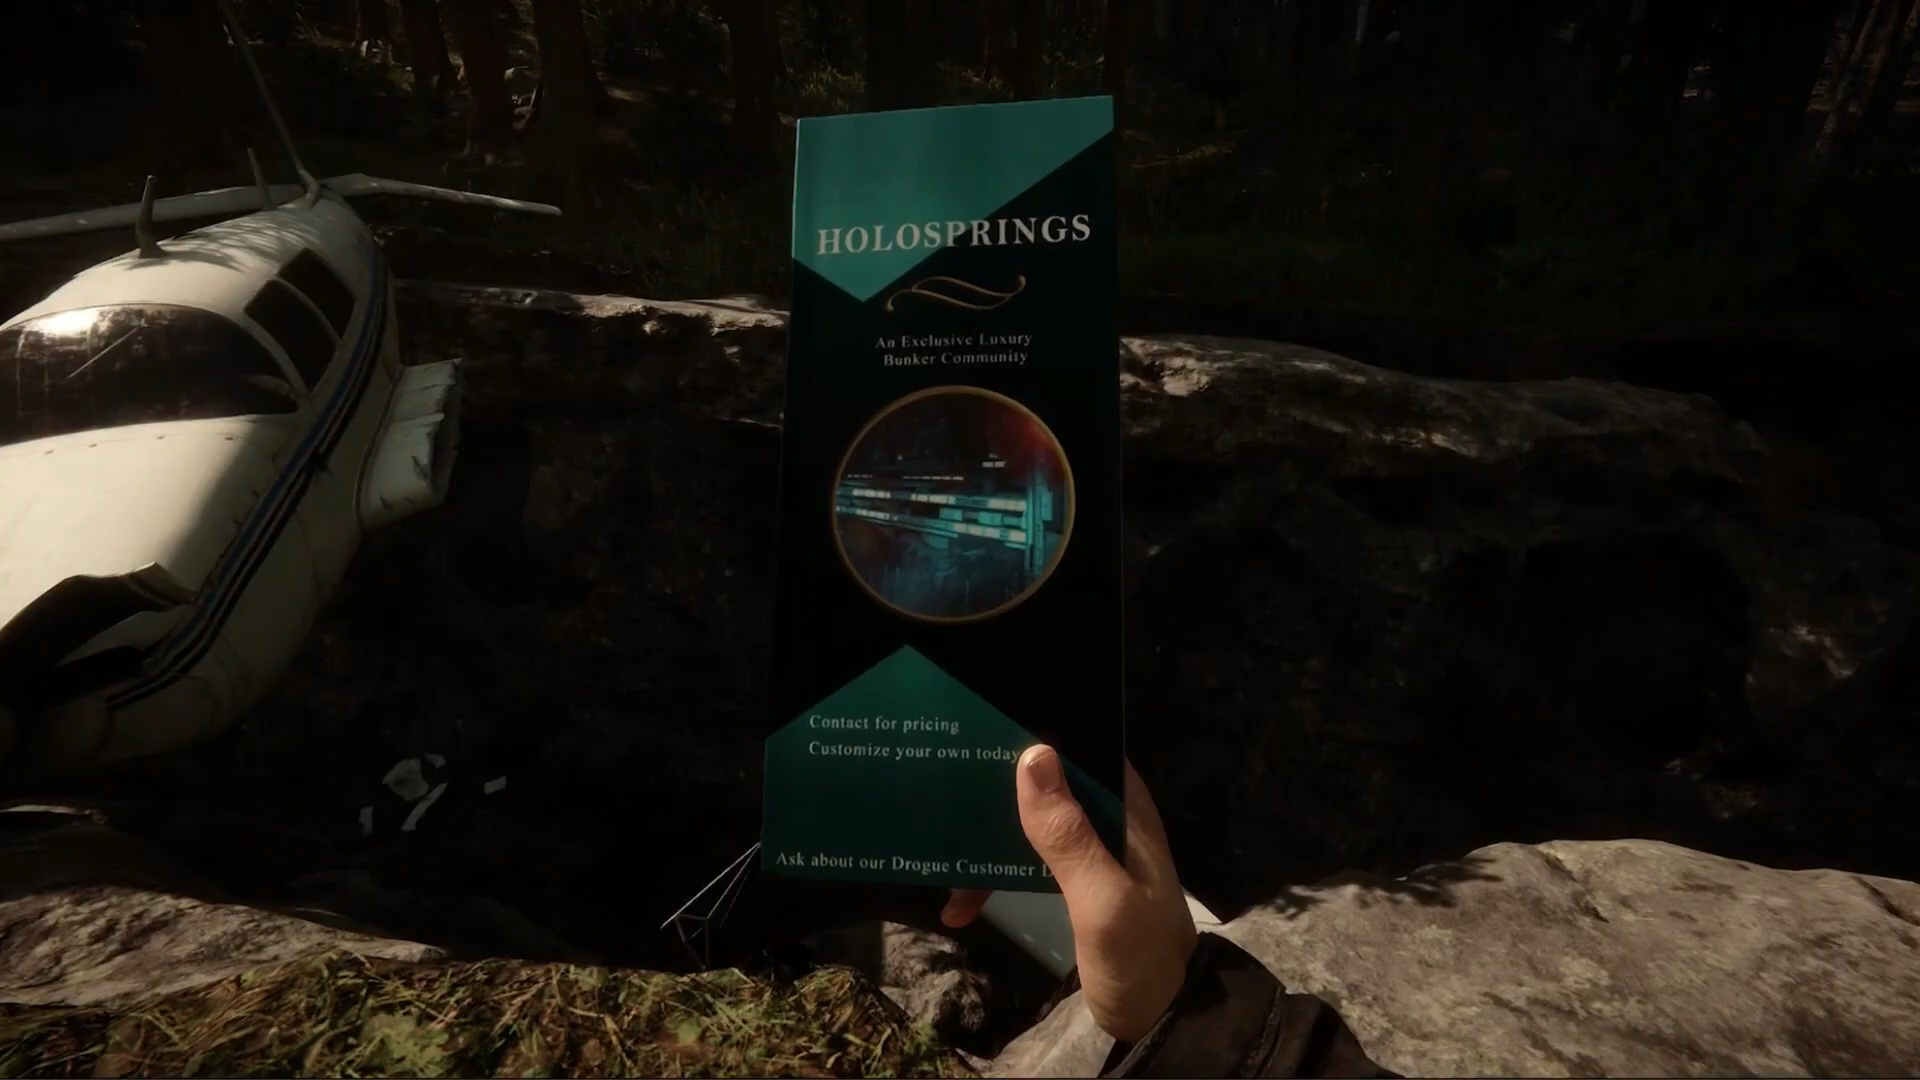 HOLOSPRINGS
An Exclusive Luxury
Bunker Community
Contact for pricing
Customize your own today
Ask about our Drogue Customer